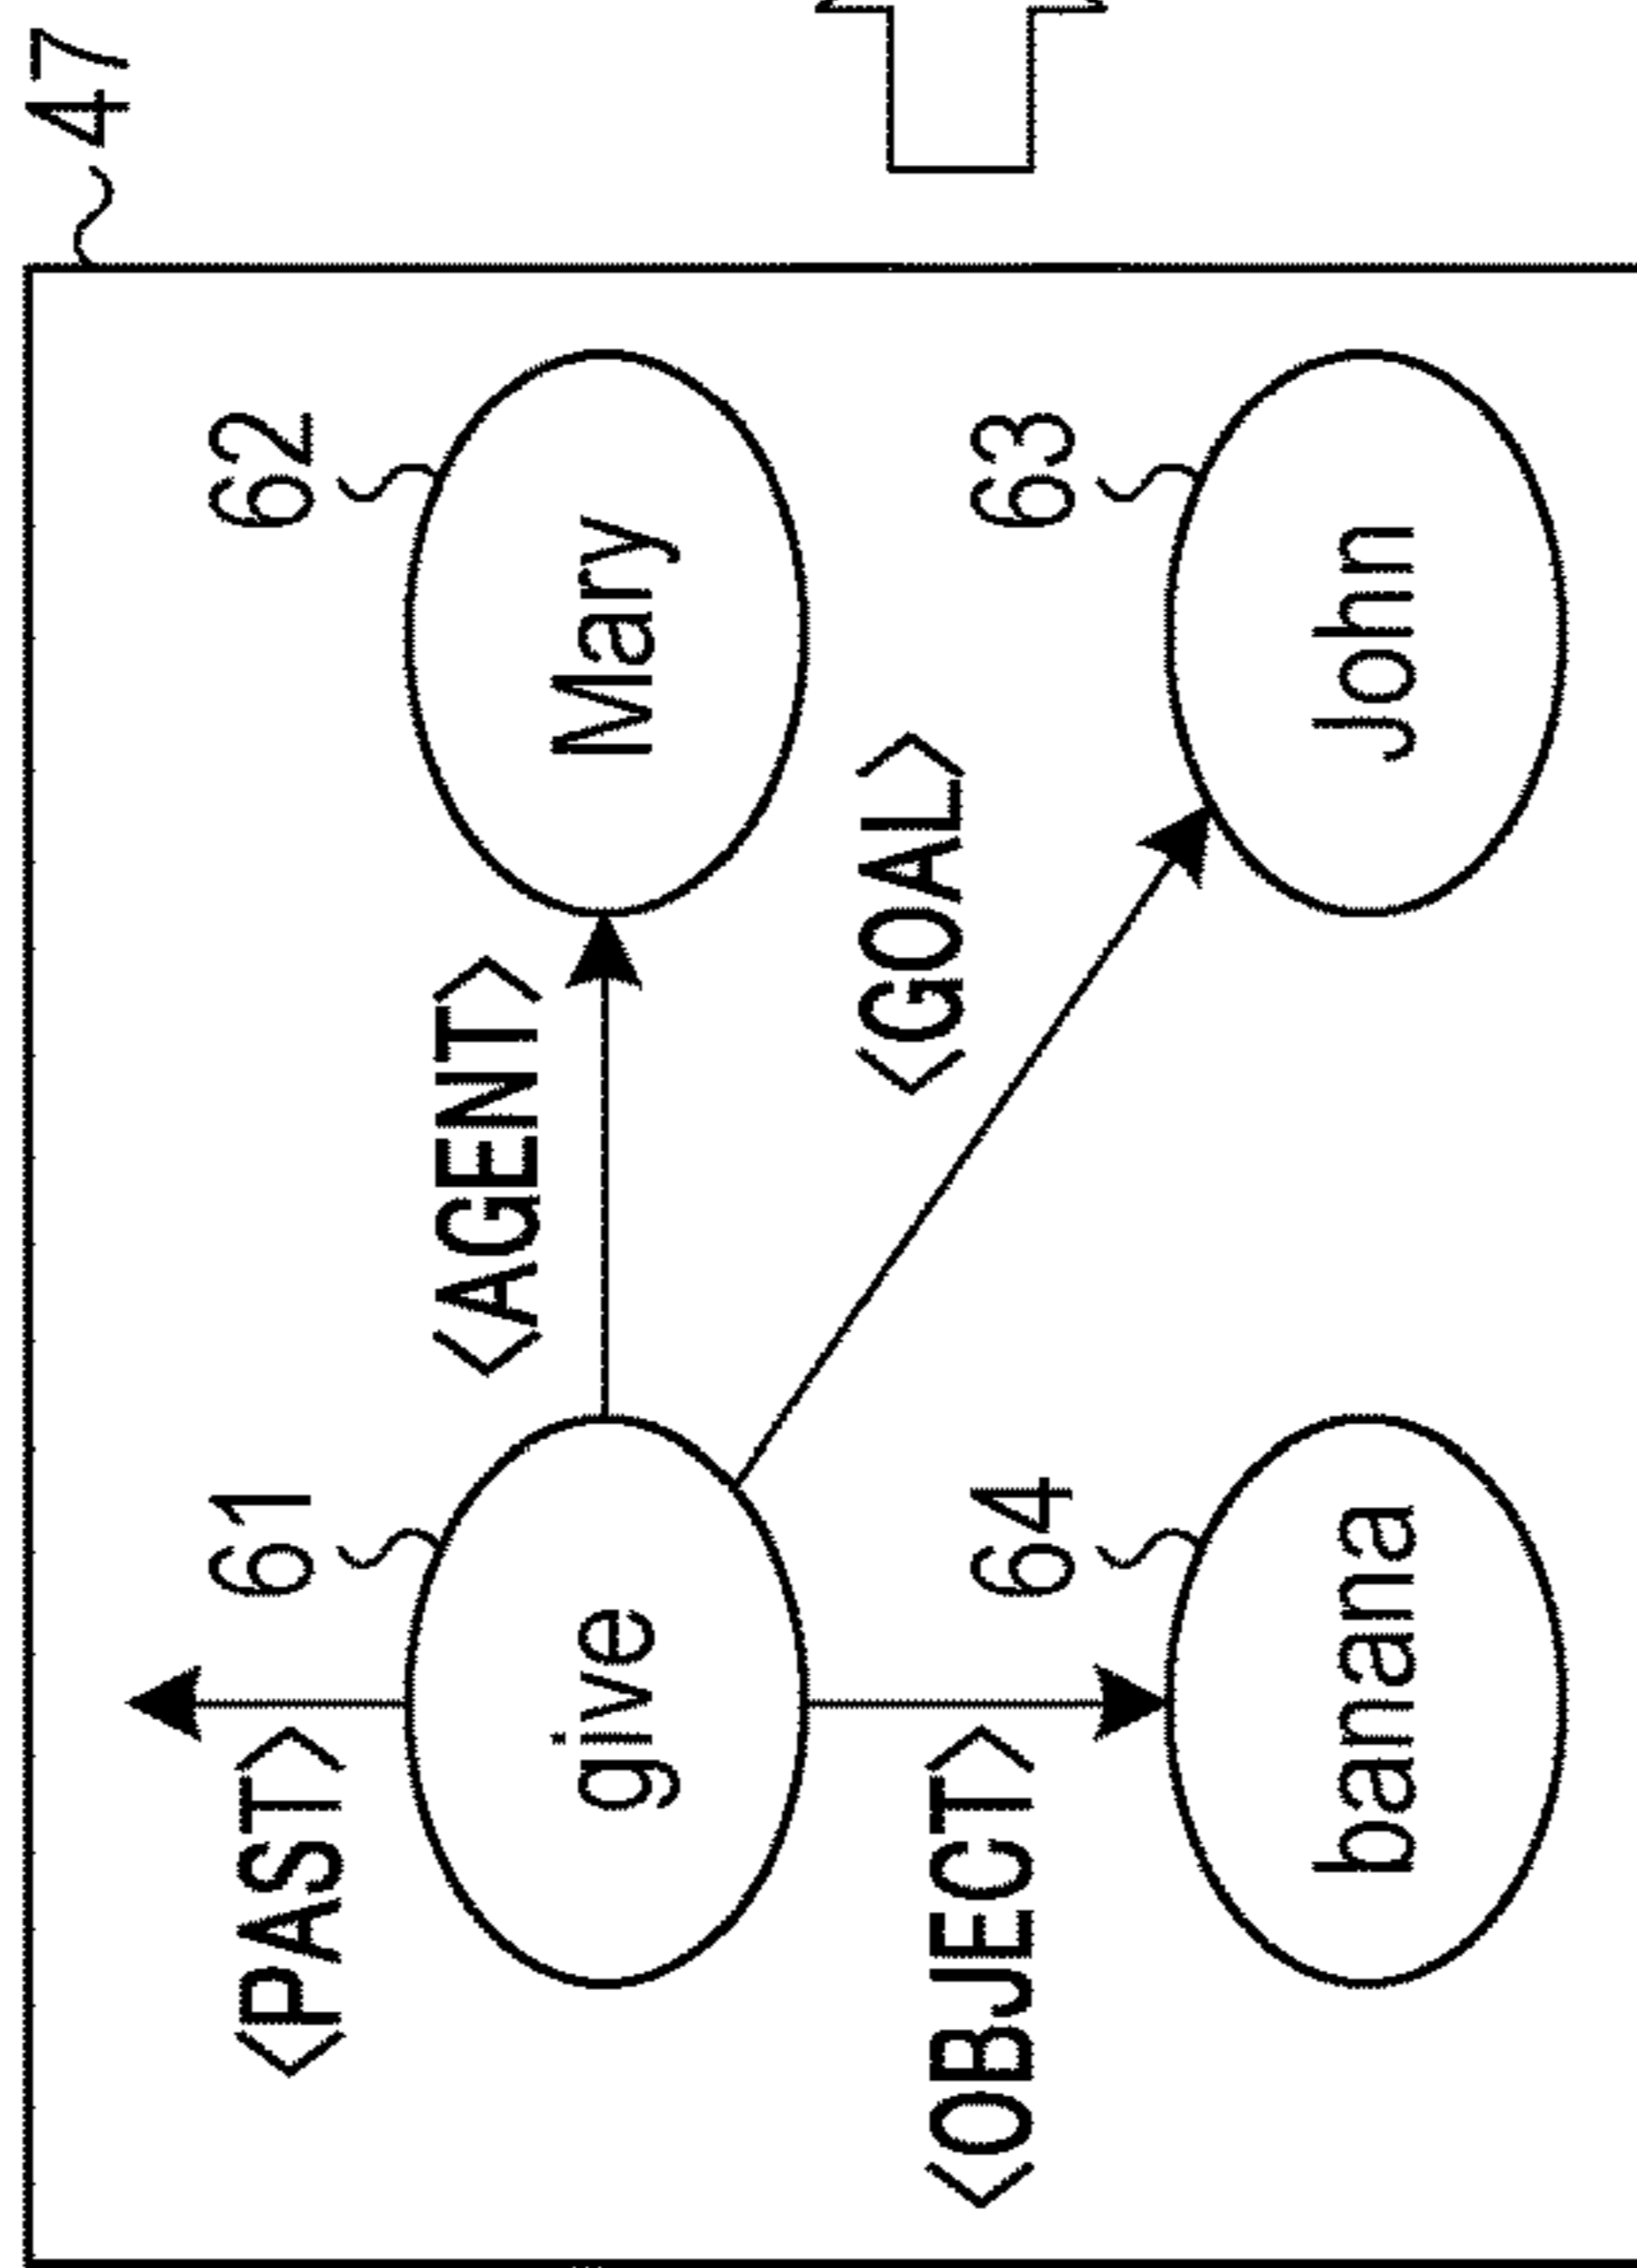 47
<PAST>
61
62
<AGENT>
give
Mary
<GOAL>
<OBJECT>
64
63
banana
John